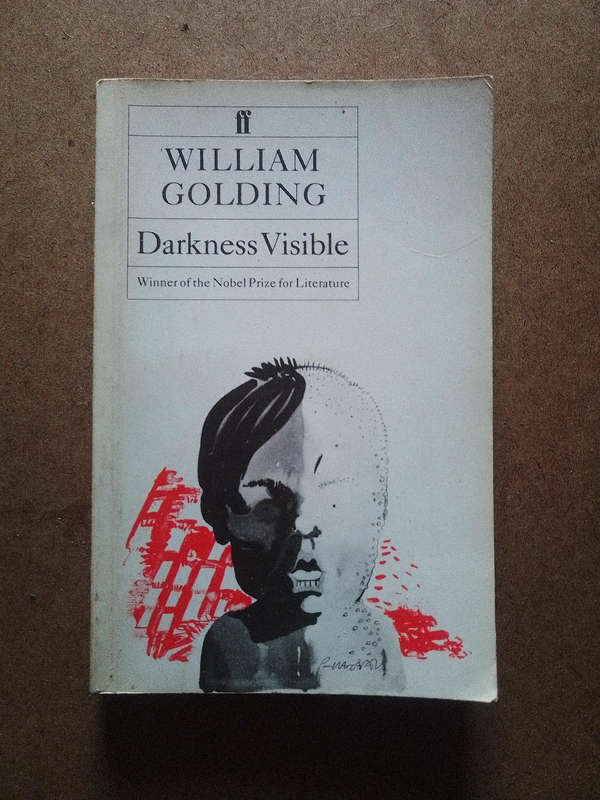 ff
WILLIAM
GOLDING
Darkness Visible
Winner of the Nobel Prize for Literature